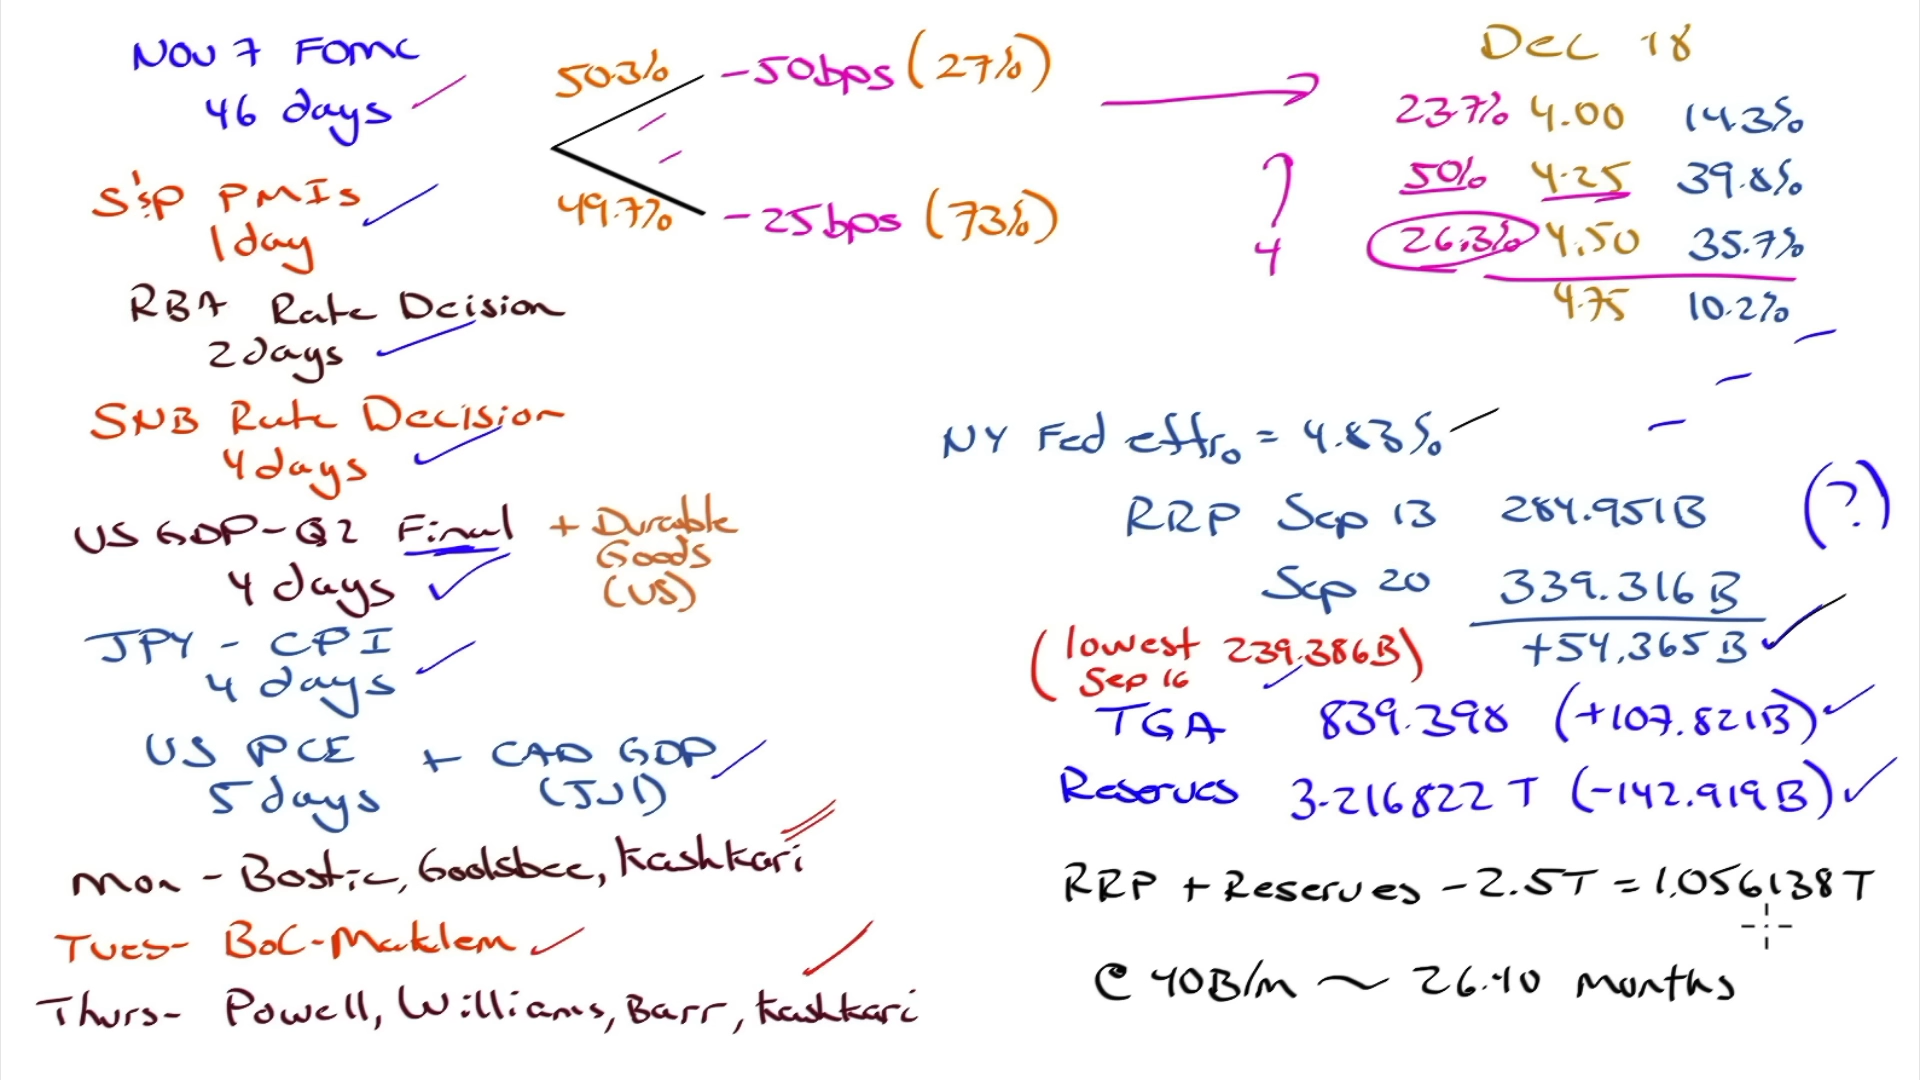 Nov 7 FOMC
46 days
S&P PMIs
1 day
RBA Rate Decision
2 days
SNB Rate Decision
4 days
US GDP-Q2 Final + Durable Goods (US)
4 days
JPY - CPI
4 days
US PCE + CAD GDP (Jul)
5 days
Mon - Bostic, Goolsbee, Kashkari
Tues- BoC-Macklem
Thurs- Powell, Williams, Barr, Kashkari
50.3% -50bps (27%)
49.7% -25bps (73%)
Dec 18
23.7% 4.00 14.3%
50% 4.25 39.8%
4 26.3% 4.50 35.7%
4.75 10.2%
NY Fed effr = 4.83%
RRP Sep 13 284.951B (?)
Sep 20 339.316B
+54.365B
(lowest 239.386B)
Sep 16
TGA 839.398 (+107.821B)
Reserves 3.216822T (-142.919B)
RRP + Reserves - 2.5T = 1.056138T
@ 40B/m ~ 26.40 months